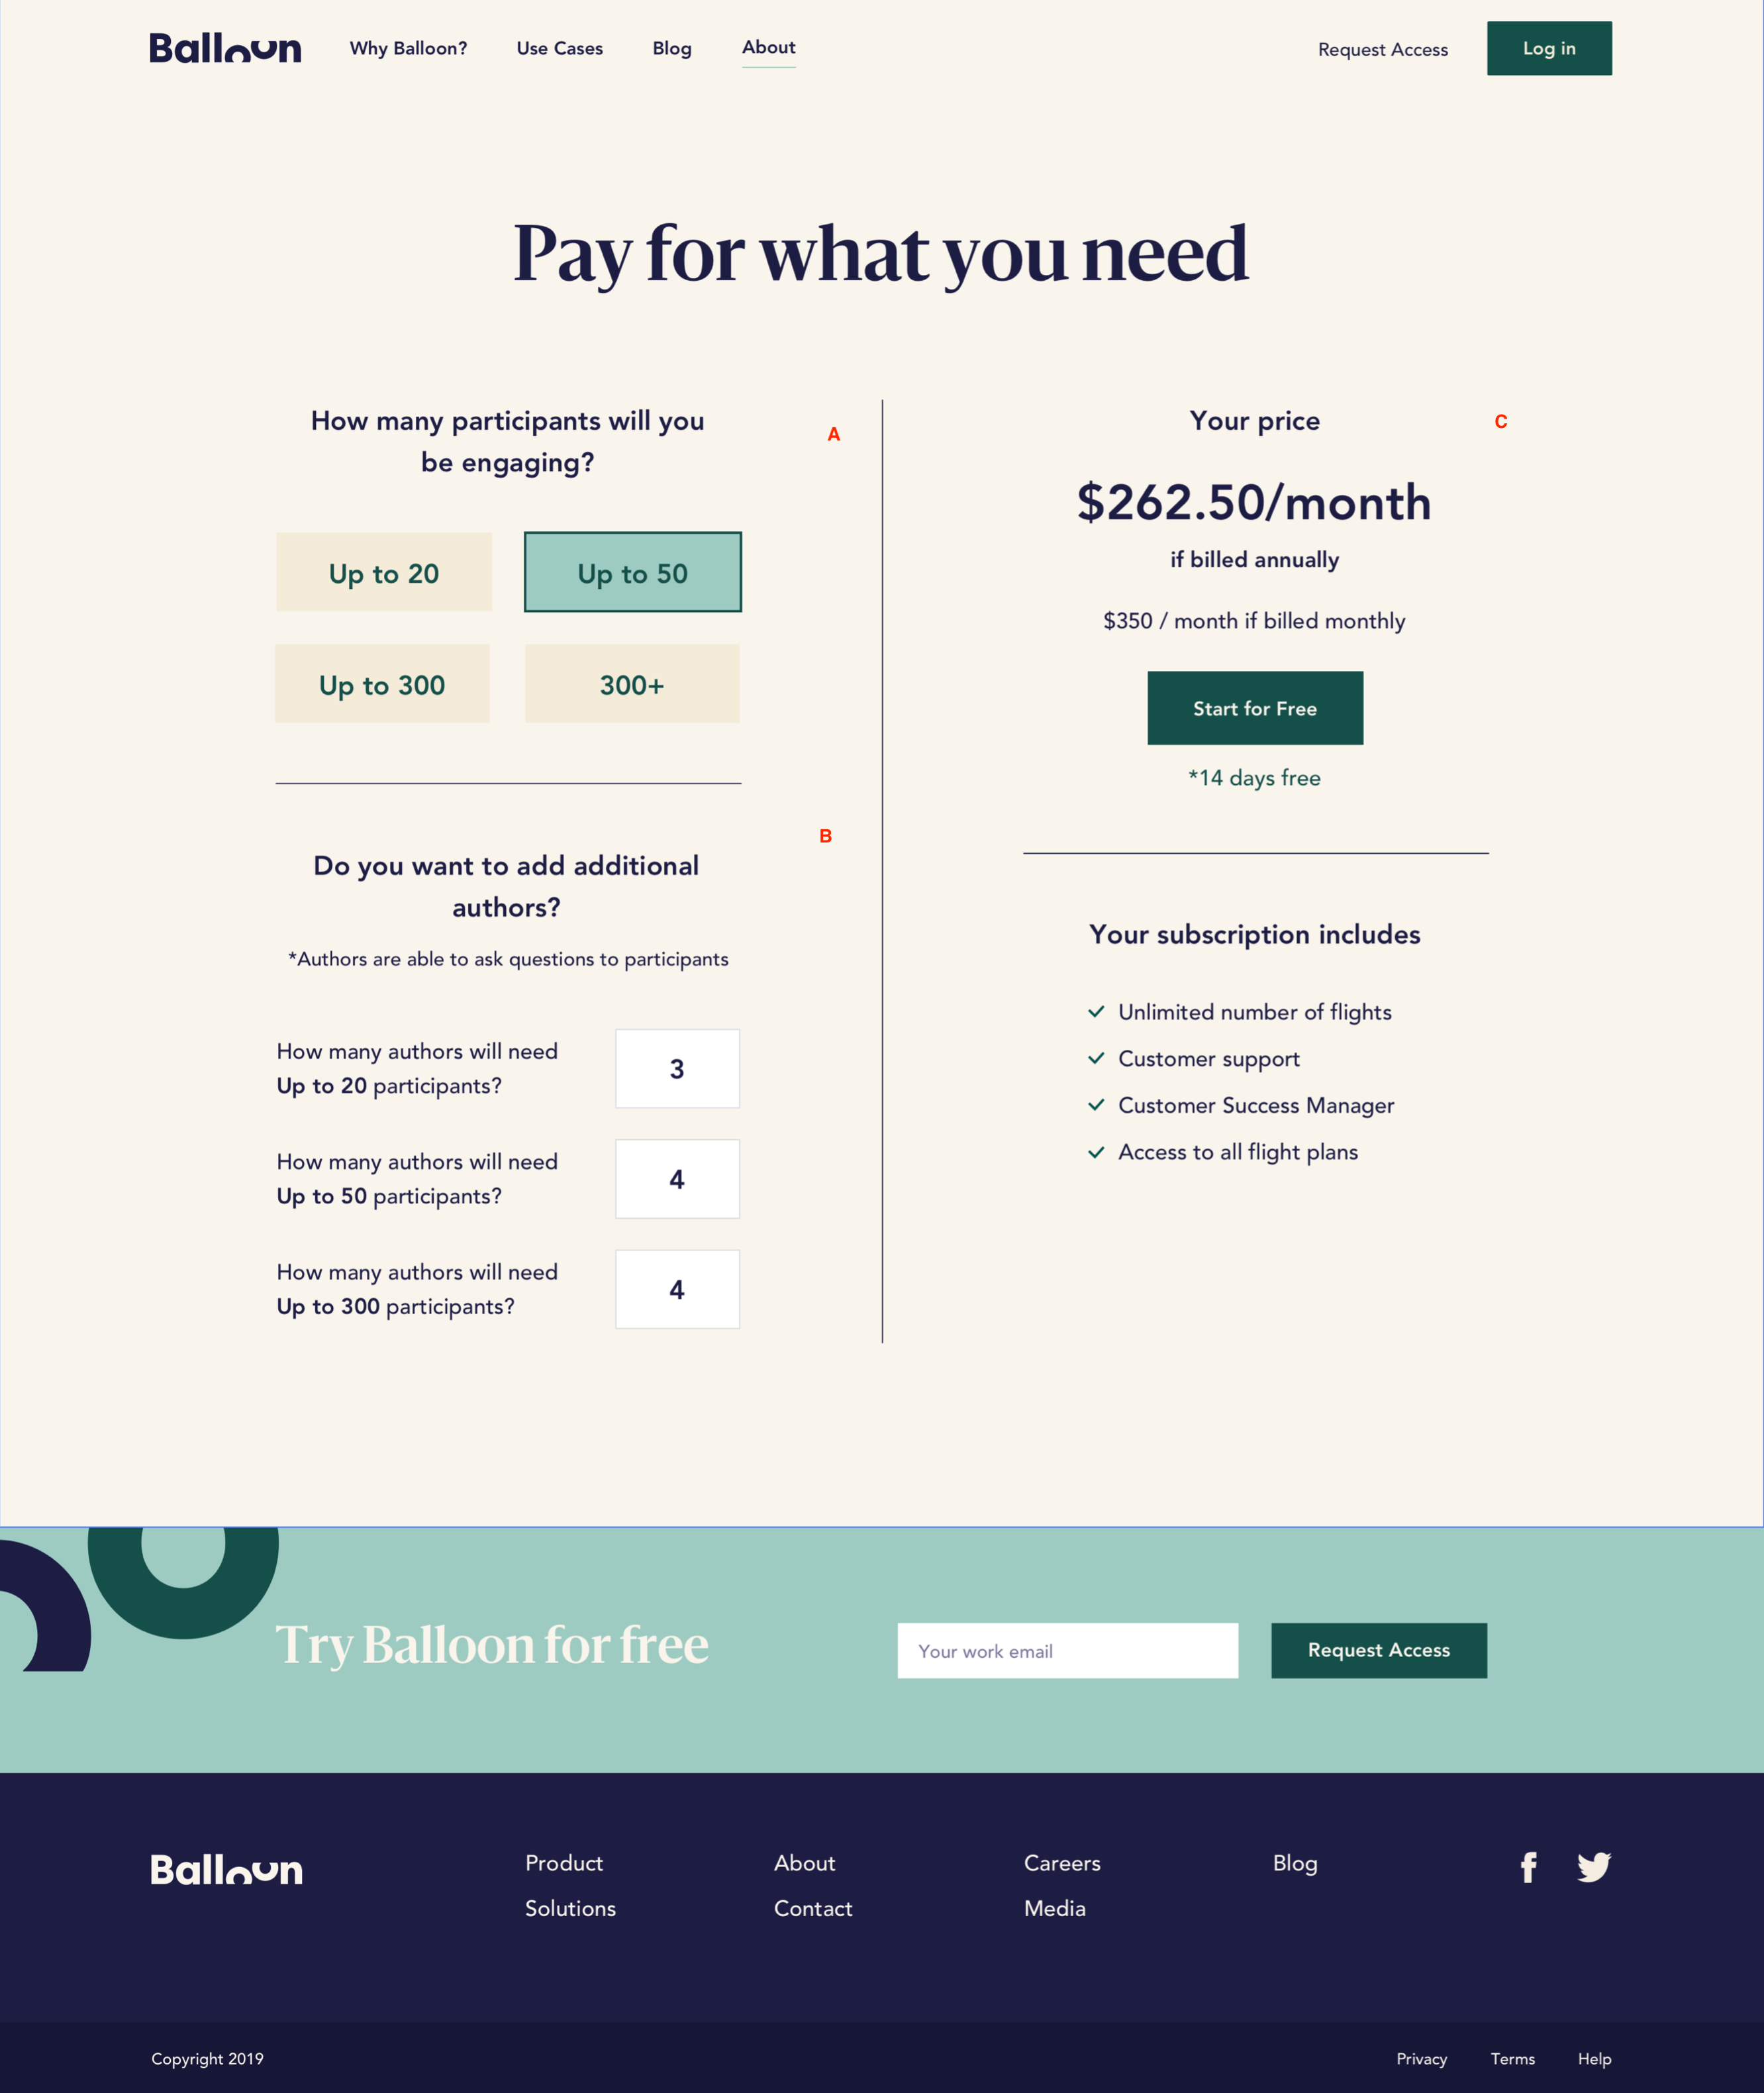 Balloon
Why Balloon?
Use Cases
Blog
About
Request Access
Log in
Pay for what you need
How many participants will you
be engaging?
A
Up to 20
Up to 50
Up to 300
300+
B
Do you want to add additional
authors?
*Authors are able to ask questions to participants
How many authors will need
Up to 20 participants?
3
How many authors will need
Up to 50 participants?
4
How many authors will need
Up to 300 participants?
4
Your price
C
$262.50/month
if billed annually
$350 / month if billed monthly
Start for Free
*14 days free
Your subscription includes
Unlimited number of flights
Customer support
Customer Success Manager
Access to all flight plans
Try Balloon for free
Your work email
Request Access
Balloon
Product
Solutions
About
Contact
Careers
Media
Blog
Copyright 2019
Privacy
Terms
Help